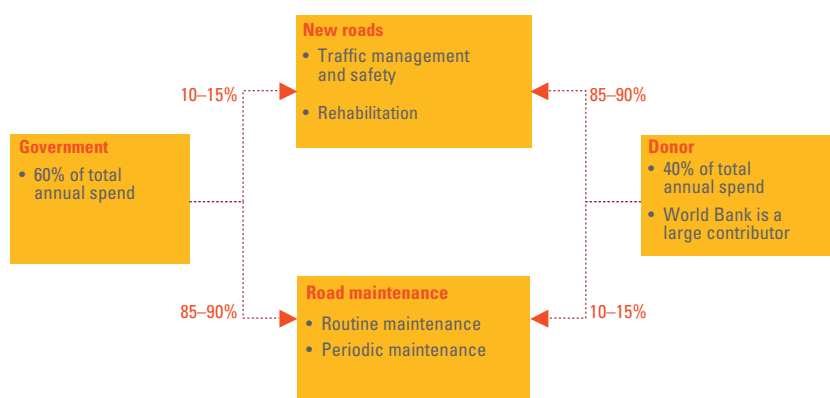 New roads
• Traffic management
and safety
• Rehabilitation
10–15%
85–90%
Government
• 60% of total
annual spend
Donor
• 40% of total
annual spend
• World Bank is a
large contributor
85–90%
10–15%
Road maintenance
• Routine maintenance
• Periodic maintenance